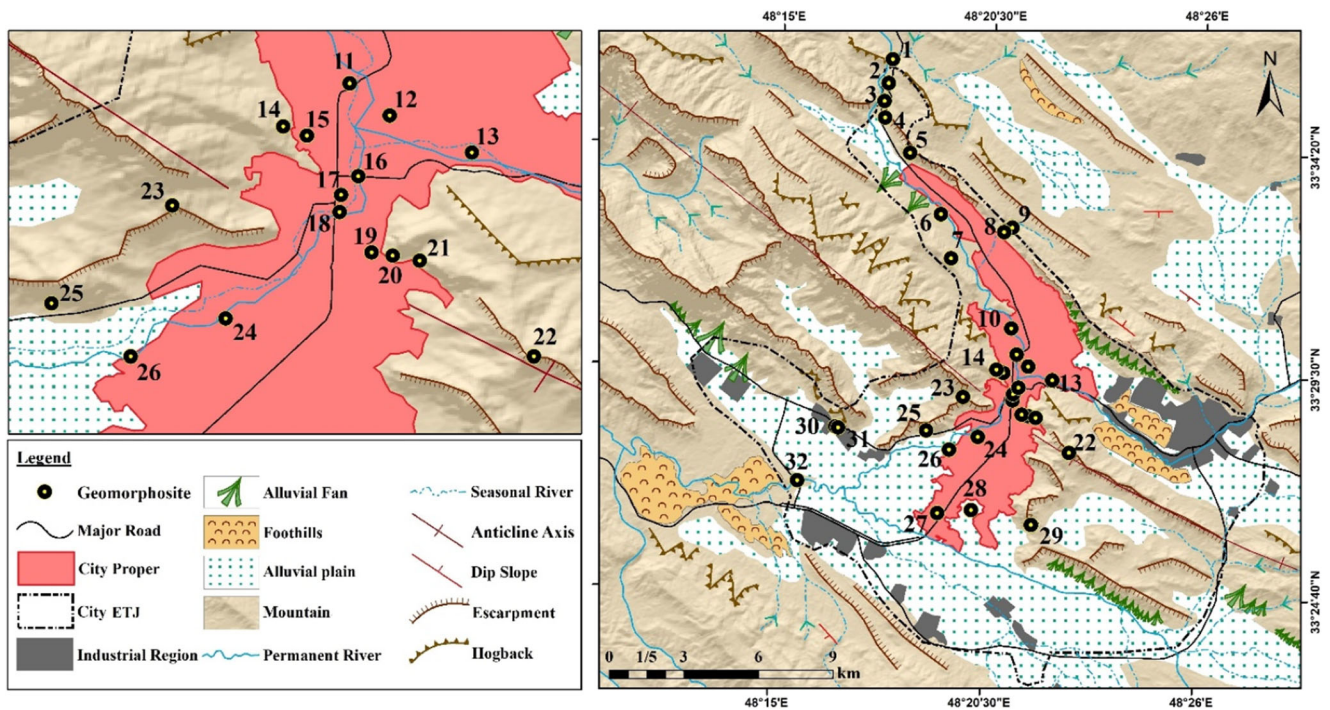 11
12
14
15
13
16
17
23
18
19
20
21
25
24
22
26
Legend
Geomorphosite
Major Road
City Proper
City ETJ
Industrial Region
Alluvial Fan
Foothills
Alluvial plain
Mountain
Permanent River
Seasonal River
Anticline Axis
Dip Slope
Escarpment
Hogback
48°15'E
48°20'30"E
48°26'E
N
1
2
3
4
5
6
7
8
9
10
14
13
23
25
30
31
24
26
22
32
28
27
29
33°34'20"N
33°29'30"N
33°24'40"N
0 1/5 3 6 9
km
48°15'E
48°20'30"E
48°26'E